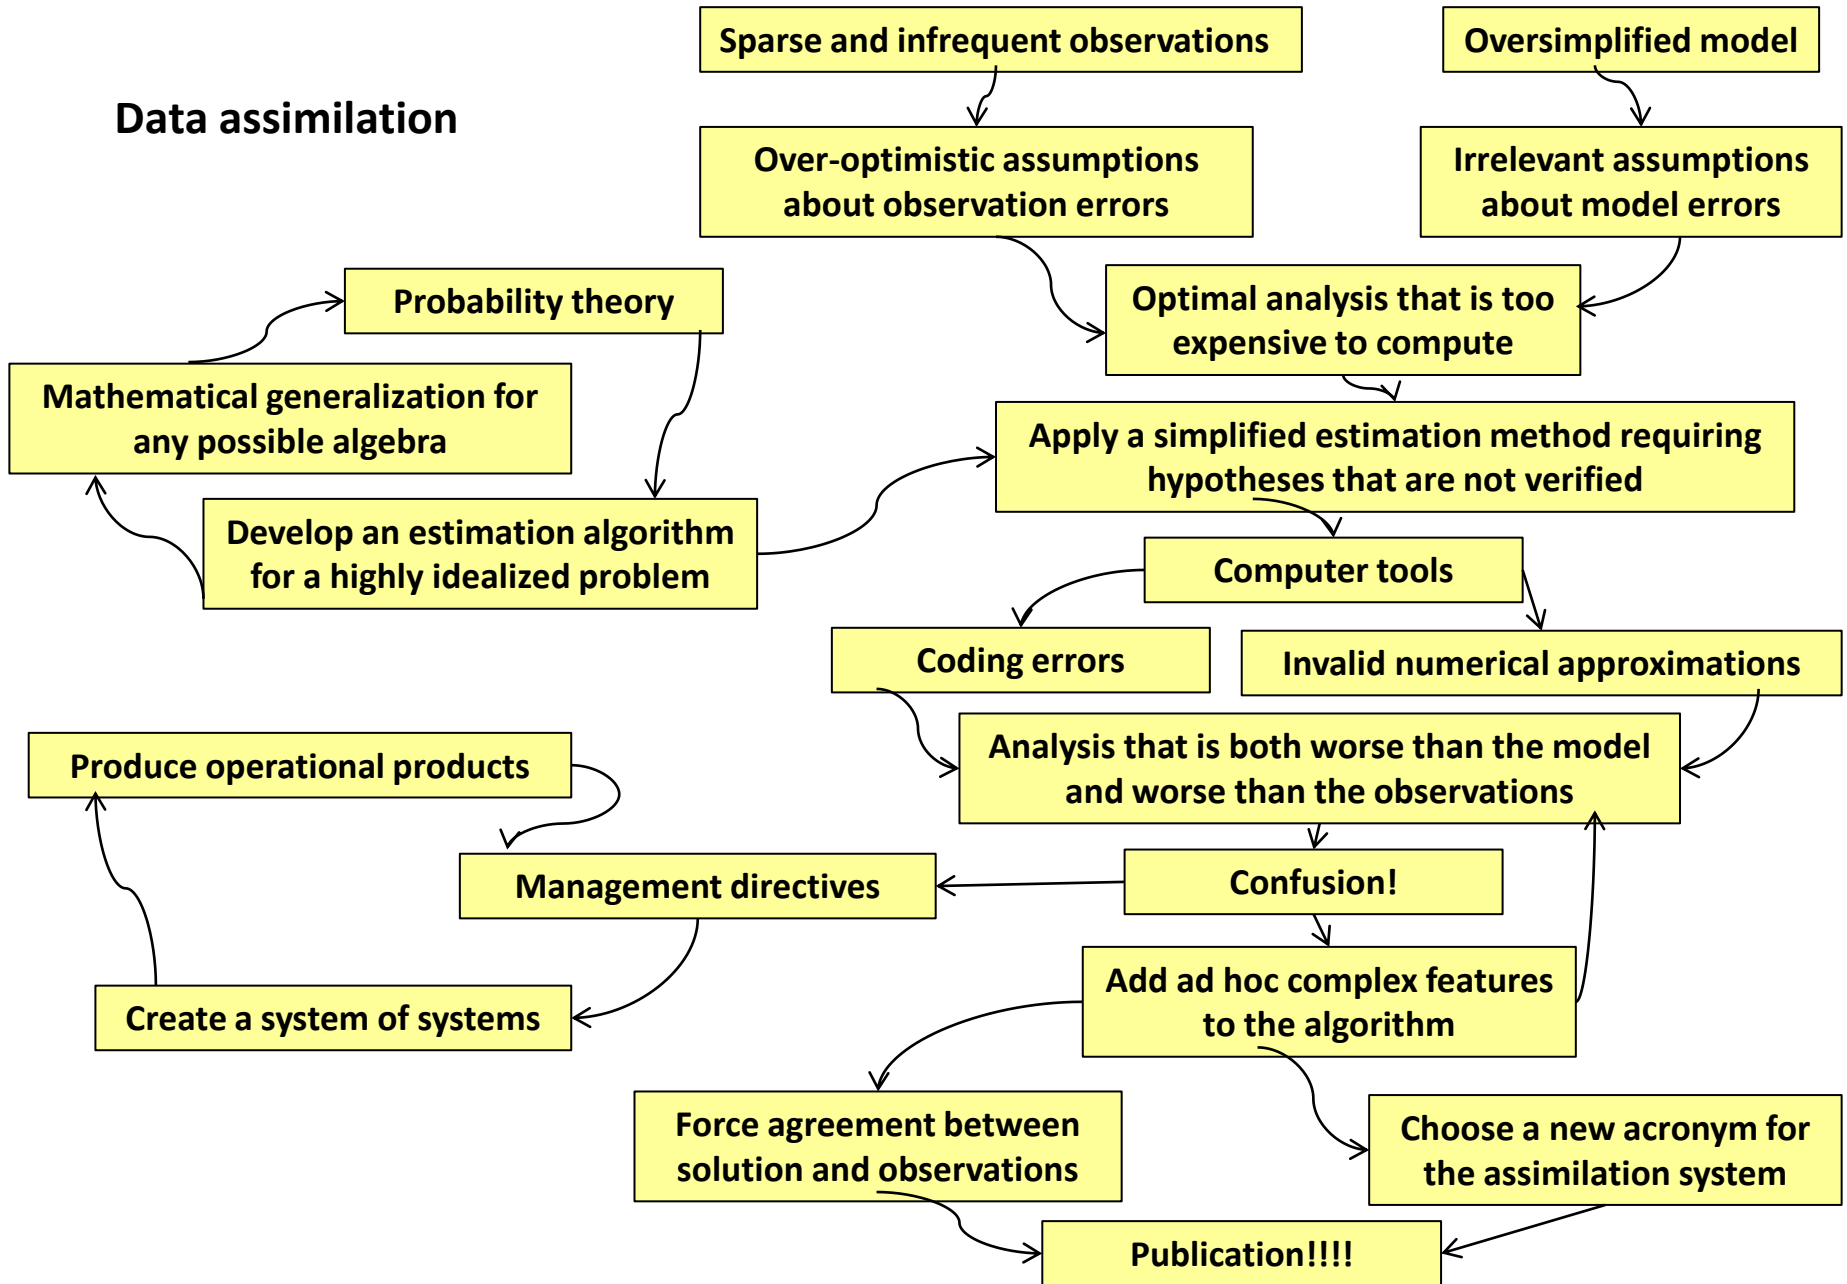 Sparse and infrequent observations
Oversimplified model
Data assimilation
Over-optimistic assumptions
about observation errors
Irrelevant assumptions
about model errors
Probability theory
Optimal analysis that is too
expensive to compute
Mathematical generalization for
any possible algebra
Apply a simplified estimation method requiring
hypotheses that are not verified
Develop an estimation algorithm
for a highly idealized problem
Computer tools
Coding errors
Invalid numerical approximations
Produce operational products
Analysis that is both worse than the model
and worse than the observations
Management directives
Confusion!
Create a system of systems
Add ad hoc complex features
to the algorithm
Force agreement between
solution and observations
Choose a new acronym for
the assimilation system
Publication!!!!